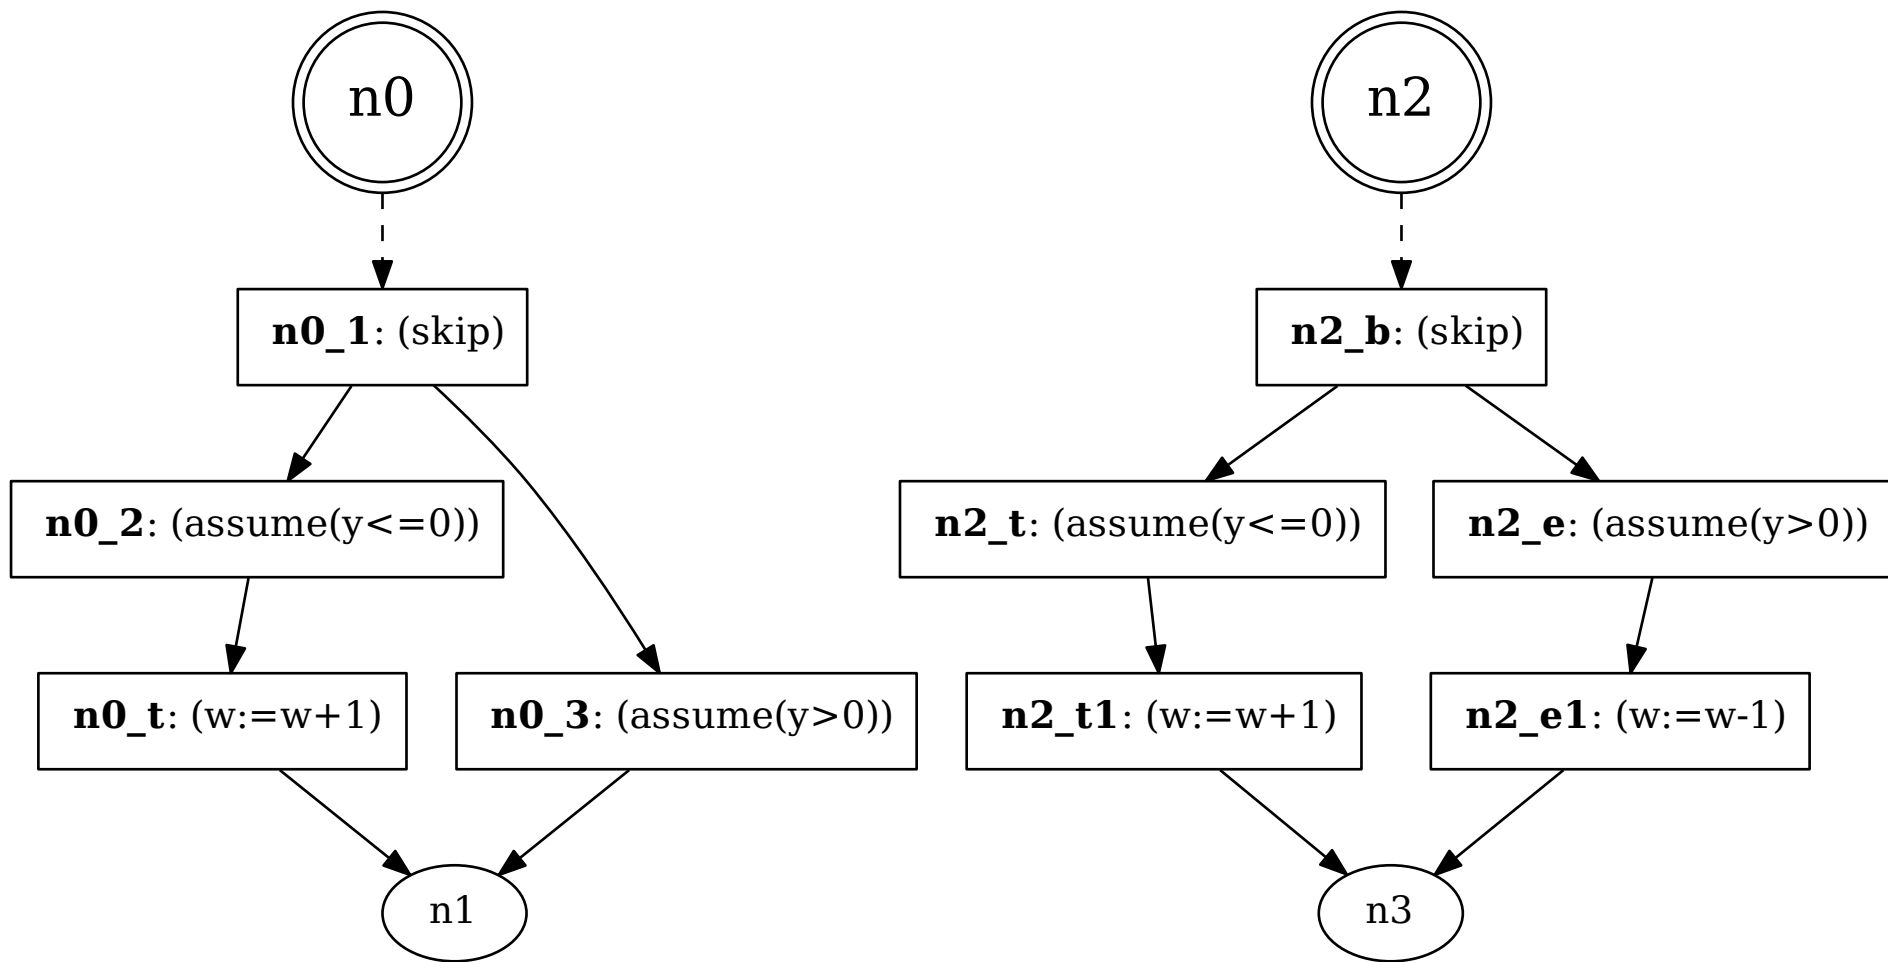 n0
n2
n0_1: (skip)
n2_b: (skip)
n0_2: (assume(y<=0))
n2_t: (assume(y<=0))
n2_e: (assume(y>0))
n0_t: (w:=w+1)
n0_3: (assume(y>0))
n2_t1: (w:=w+1)
n2_e1: (w:=w-1)
n1
n3